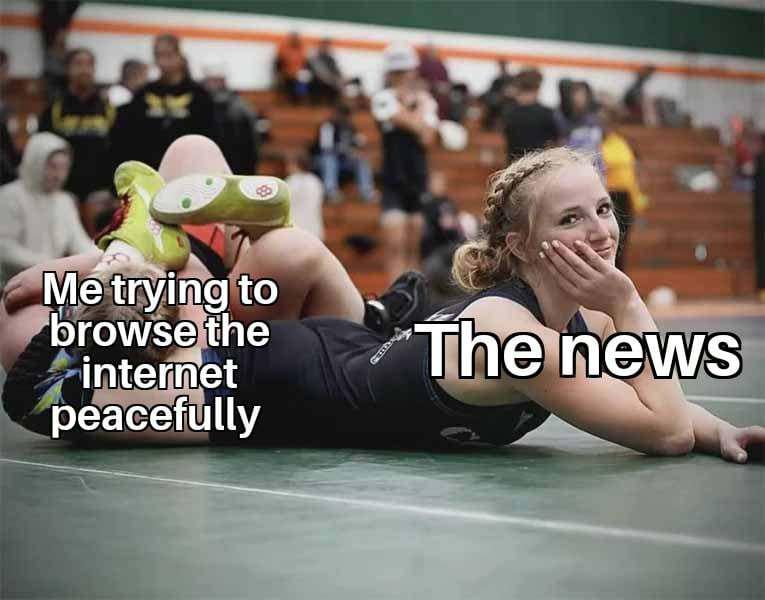 Me trying to
browse the
internet
peacefully
The news